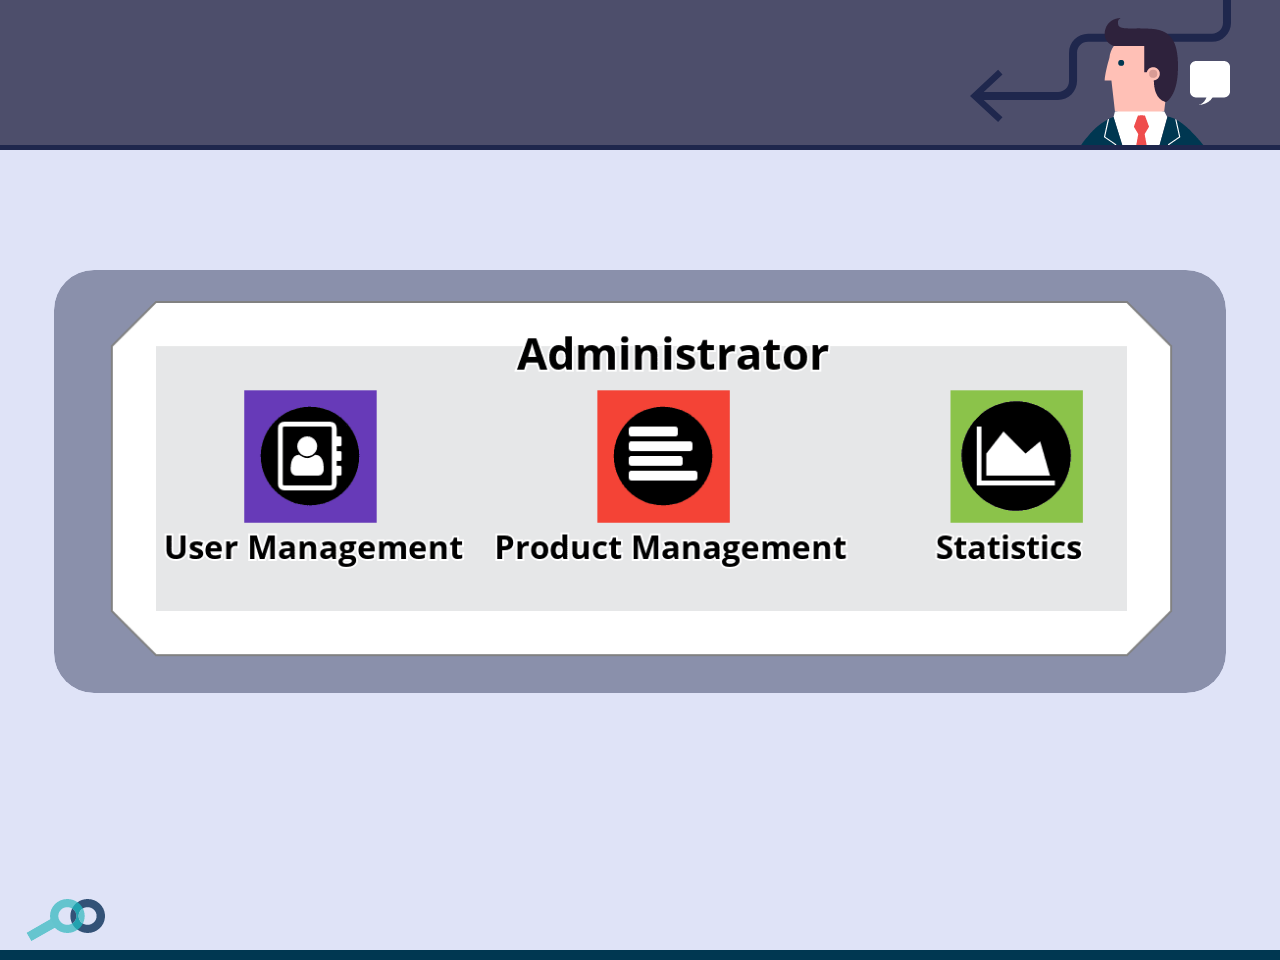 Administrator
User Management
Product Management
Statistics